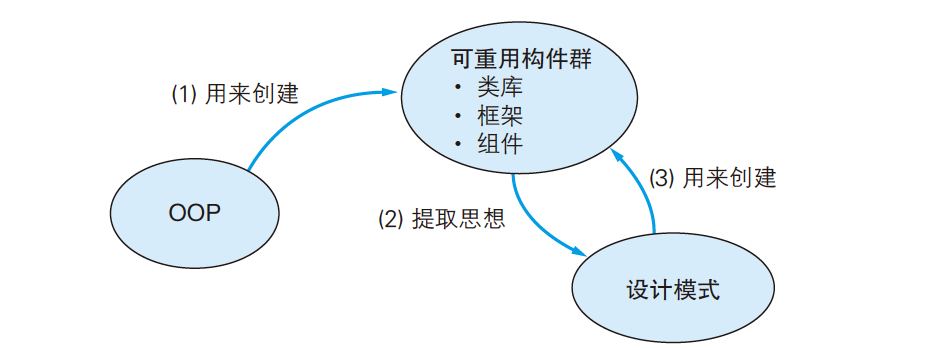 可重用构件群
• 类库
• 框架
• 组件
(1) 用来创建
OOP
(2) 提取思想
(3) 用来创建
设计模式